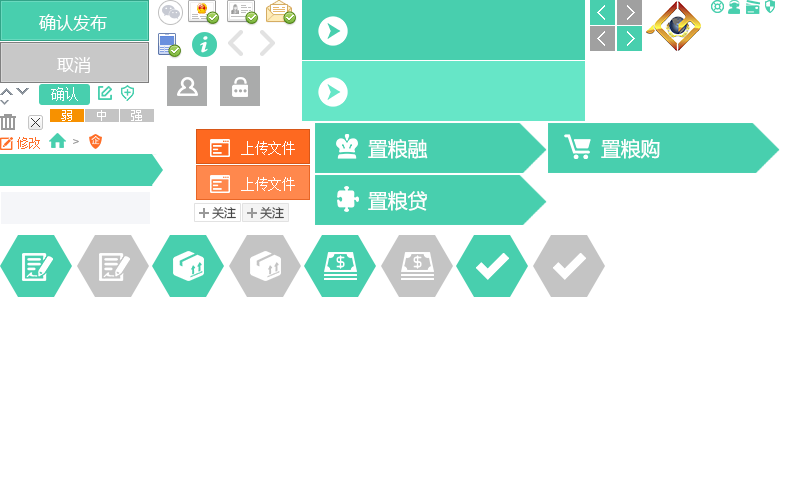 确认发布
取消
确认
弱 中 强
修改
>
企
上传文件
上传文件
+关注 +关注
置粮融
置粮购
置粮贷